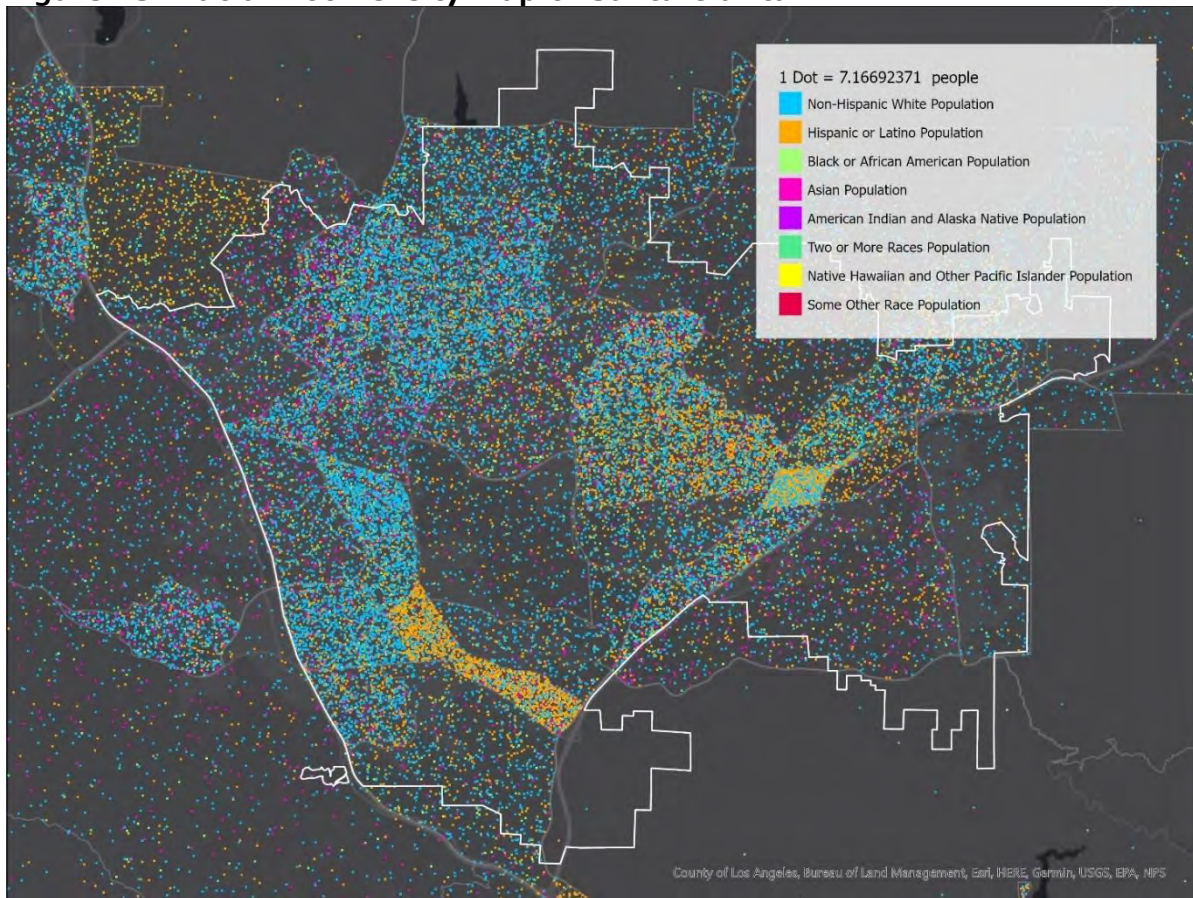 1 Dot = 7.16692371 people
Non-Hispanic White Population
Hispanic or Latino Population
Black or African American Population
Asian Population
American Indian and Alaska Native Population
Two or More Races Population
Native Hawaiian and Other Pacific Islander Population
Some Other Race Population
County of Los Angeles, Bureau of Land Management, Esri, HERE, Garmin, USGS, EPA, NPS